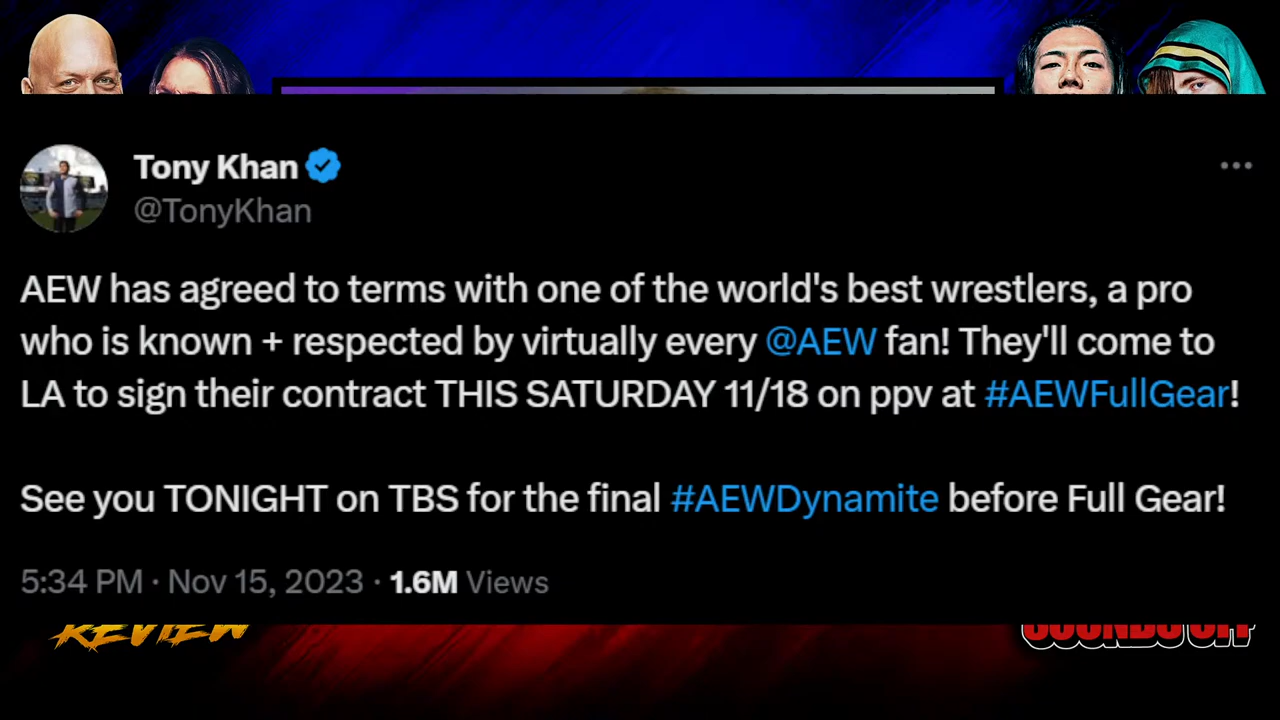 Tony Khan
@TonyKhan
AEW has agreed to terms with one of the world's best wrestlers, a pro
who is known + respected by virtually every @AEW fan! They'll come to
LA to sign their contract THIS SATURDAY 11/18 on ppv at #AEWFullGear!
See you TONIGHT on TBS for the final #AEWDynamite before Full Gear!
5:34 PM · Nov 15, 2023 · 1.6M Views
REVIEW
SOUNDS OFF